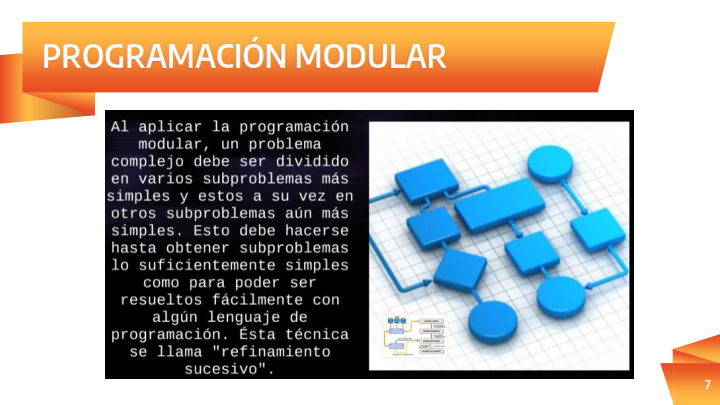 PROGRAMACIÓN MODULAR
Al aplicar la programación
modular, un problema
complejo debe ser dividido
en varios subproblemas más
simples y estos a su vez en
otros subproblemas aún más
simples. Esto debe hacerse
hasta obtener subproblemas
lo suficientemente simples
como para poder ser
resueltos fácilmente con
algún lenguaje de
programación. Ésta técnica
se llama "refinamiento
sucesivo".
7